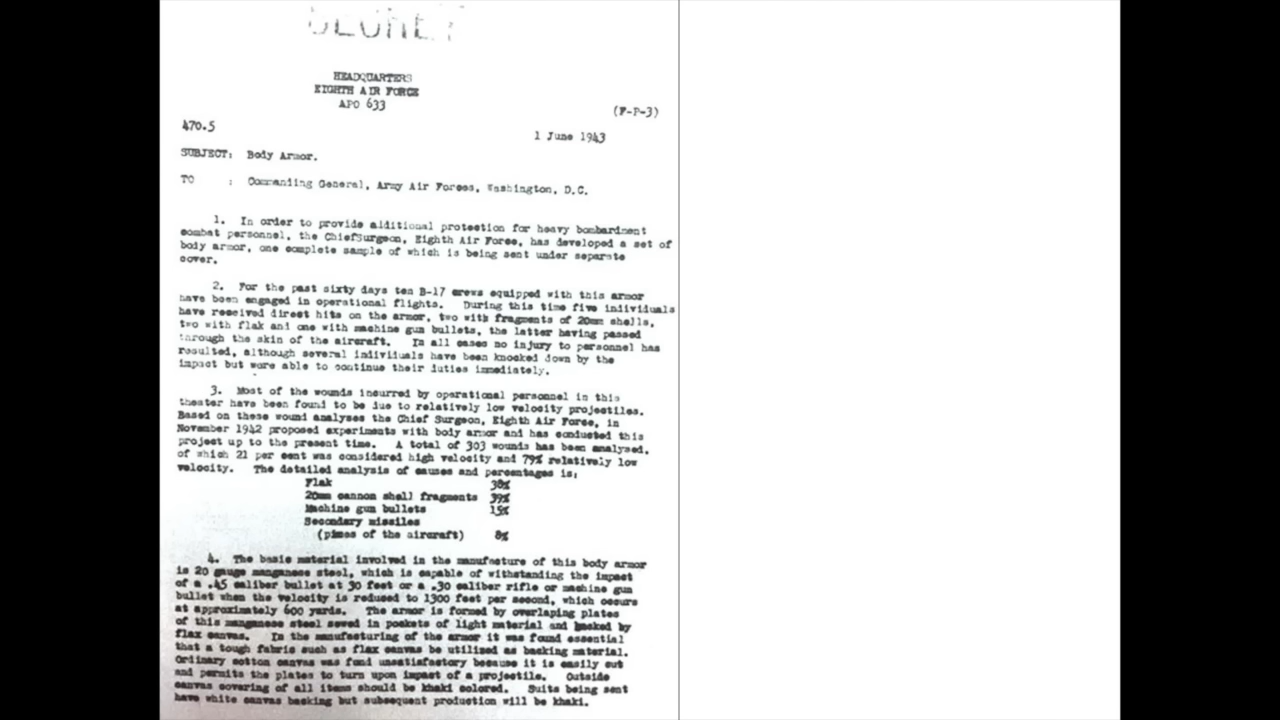 SECRET
HEADQUARTERS
EIGHTH AIR FORCE
APO 633
(F-P-3)
470.5
1 June 1943
SUBJECT: Body Armor.
TO : Commanding General, Army Air Forces, Washington, D.C.
1. In order to provide additional protection for heavy bombardment
combat personnel, the ChiefSurgeon, Eighth Air Force, has developed a set of
body armor, one complete sample of which is being sent under separate
cover.
2. For the past sixty days ten B-17 crews equipped with this armor
have been engaged in operational flights. During this time five individuals
have received direct hits on the armor, two with fragments of 20mm shells,
two with flak and one with machine gun bullets, the latter having passed
through the skin of the aircraft. In all cases no injury to personnel has
resulted, although several individuals have been knocked down by the
impact but were able to continue their duties immediately.
3. Most of the wounds incurred by operational personnel in this
theater have been found to be due to relatively low velocity projectiles.
Based on these wound analyses the Chief Surgeon, Eighth Air Force, in
November 1942 proposed experiments with body armor and has conducted this
project up to the present time. A total of 303 wounds has been analysed,
of which 21 per cent was considered high velocity and 79% relatively low
velocity. The detailed analysis of causes and percentages is:
Flak 38%
20mm cannon shell fragments 39%
Machine gun bullets 15%
Secondary missiles
(pieces of the aircraft) 8%
4. The basic material involved in the manufacture of this body armor
is 20 gauge manganese steel, which is capable of withstanding the impact
of a .45 caliber bullet at 30 feet or a .30 caliber rifle or machine gun
bullet when the velocity is reduced to 1300 feet per second, which occurs
at approximately 600 yards. The armor is formed by overlaping plates
of this manganese steel sewed in pockets of light material and backed by
flax canvas. In the manufacturing of the armor it was found essential
that a tough fabric such as flax canvas be utilized as backing material.
Ordinary cotton canvas was fund unsatisfactory because it is easily cut
and permits the plates to turn upon impact of a projectile. Outside
canvas covering of all items should be khaki colored. Suits being sent
have white canvas backing but subsequent production will be khaki.